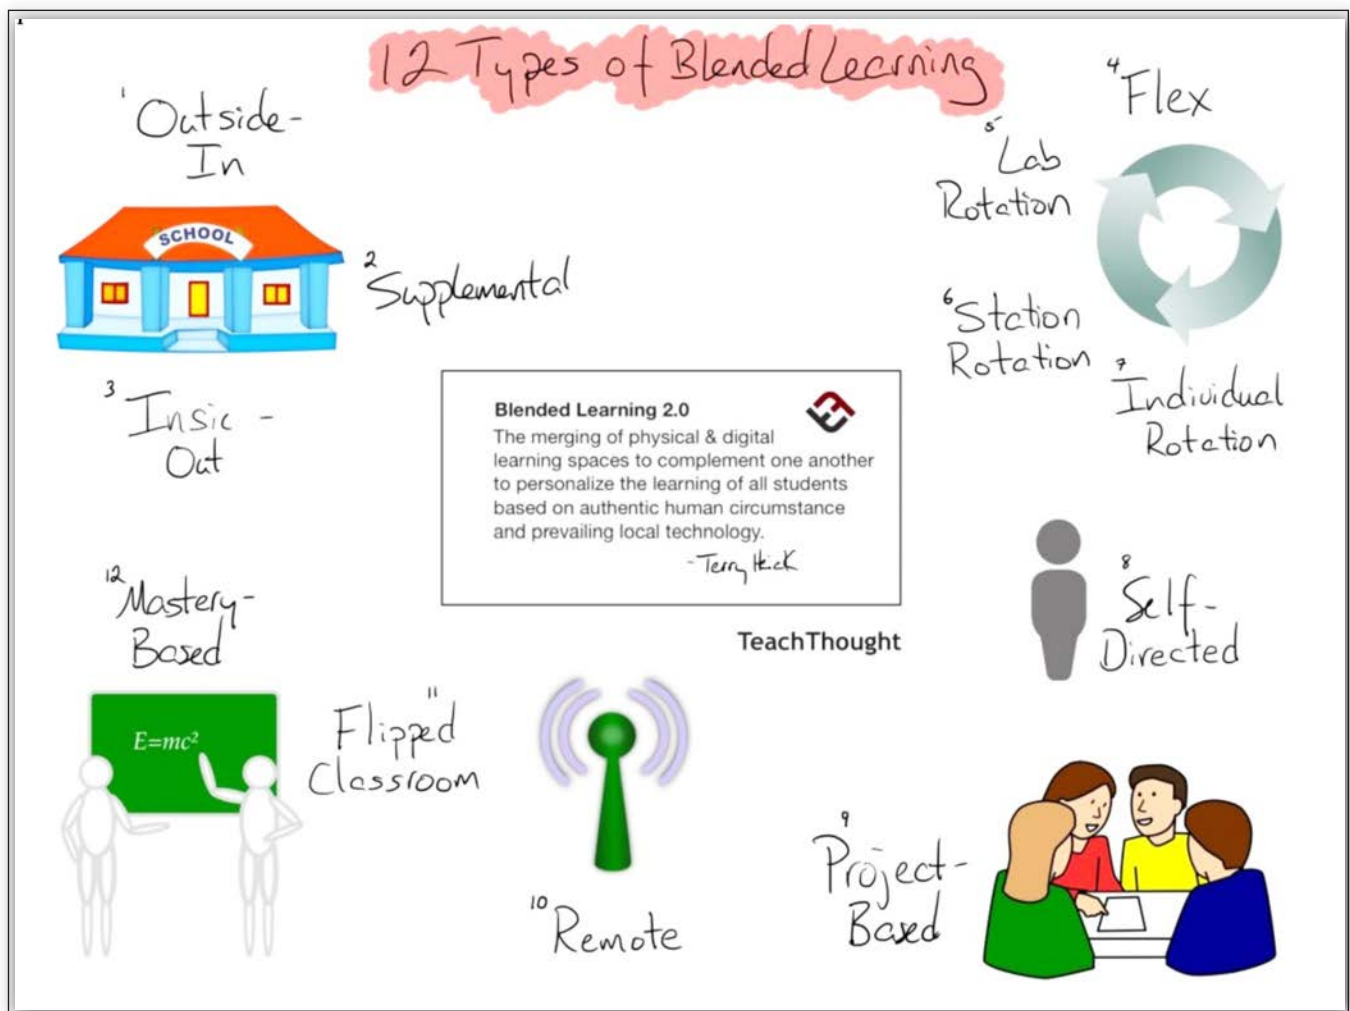 12 Types of Blended Learning
1
Outside-
In
SCHOOL
2
Supplemental
3
Insic-
Out
4
Flex
5
Lab
Rotation
6
Station
Rotation
7
Individual
Rotation
Blended Learning 2.0
The merging of physical & digital
learning spaces to complement one another
to personalize the learning of all students
based on authentic human circumstance
and prevailing local technology.
- Terry Heick
TeachThought
8
Self-
Directed
9
Project-
Based
10
Remote
11
Flipped
Classroom
12
Mastery-
Based
E=mc²